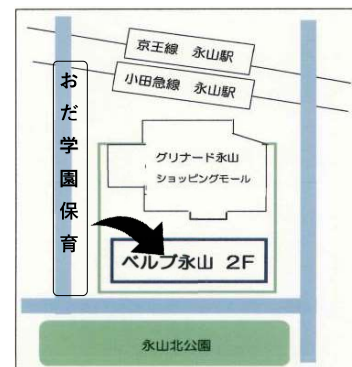 京王線 永山駅
小田急線 永山駅
おだ学園保育
グリナード永山
ショッピングモール
ベルブ永山 2F
永山北公園